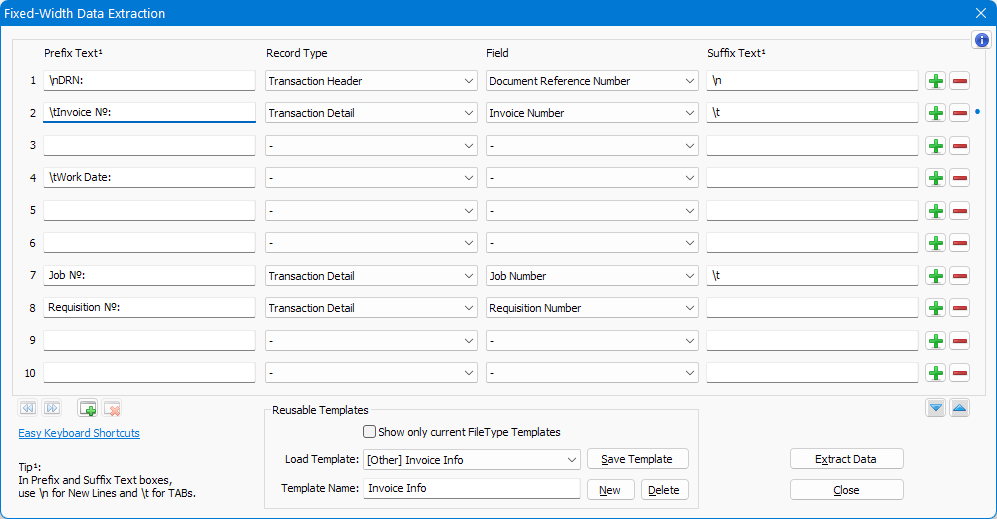 Fixed-Width Data Extraction
Prefix Text¹ Record Type Field Suffix Text¹
1 \nDRN: Transaction Header Document Reference Number \n
2 \tInvoice Nº: Transaction Detail Invoice Number \t
3 - -
4 \tWork Date: - -
5 - -
6 - -
7 Job Nº: Transaction Detail Job Number \t
8 Requisition Nº: Transaction Detail Requisition Number
9 - -
10 - -
Easy Keyboard Shortcuts
Tip¹:
In Prefix and Suffix Text boxes,
use \n for New Lines and \t for TABs.
Reusable Templates
Show only current FileType Templates
Load Template: [Other] Invoice Info Save Template
Template Name: Invoice Info New Delete
Extract Data
Close